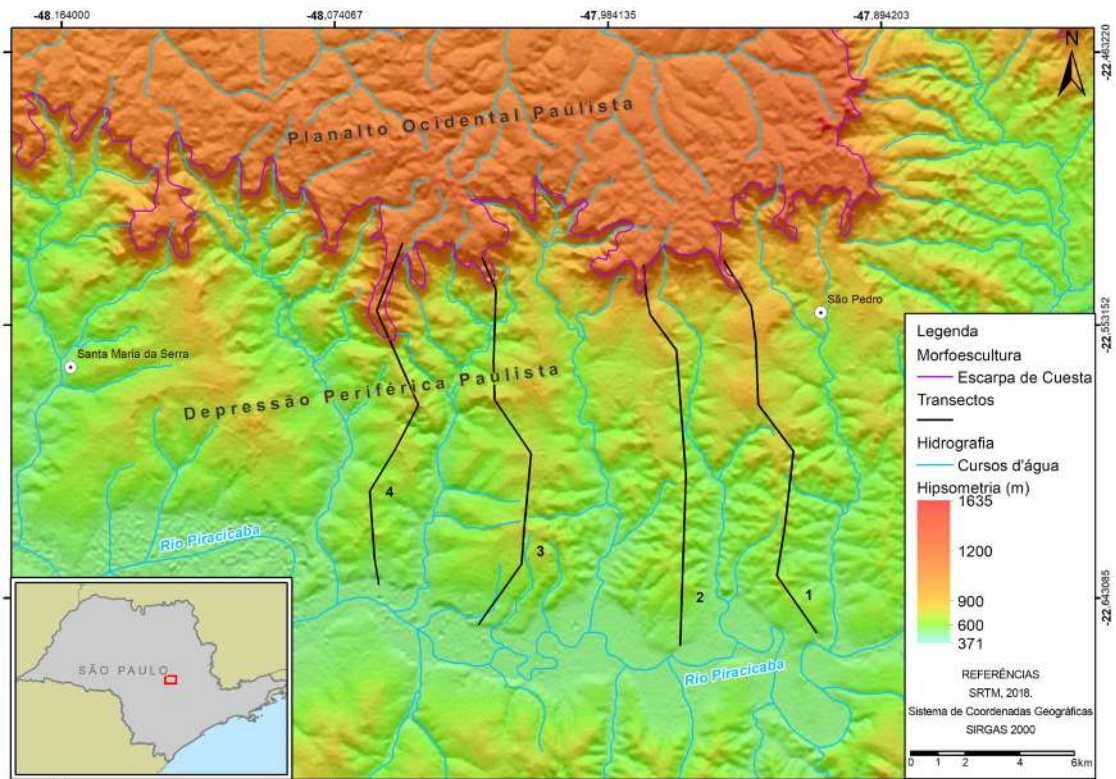 -48.164000
-48.074067
-47.984135
-47.894203
-22.463220
N
Planalto Ocidental Paulista
São Pedro
-22.553152
Santa Maria da Serra
Depressão Periférica Paulista
Legenda
Morfoescultura
Escarpa de Cuesta
Transectos
Hidrografia
Cursos d'água
Hipsometria (m)
1635
1200
900
600
371
4
3
2
1
Rio Piracicaba
-22.643085
Rio Piracicaba
SÃO PAULO
REFERÊNCIAS
SRTM, 2018.
Sistema de Coordenadas Geográficas
SIRGAS 2000
0 1 2 4 6km